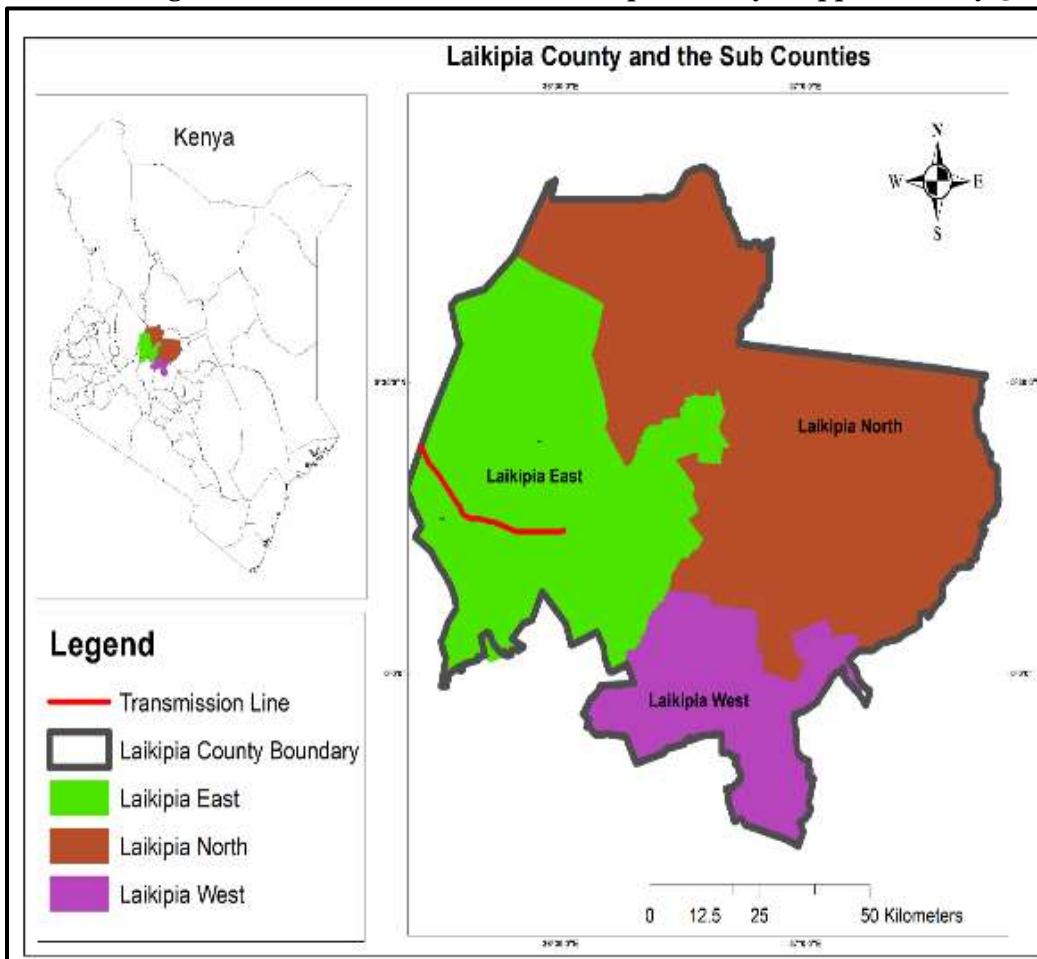 Laikipia County and the Sub Counties
Kenya
N
W E
S
Laikipia North
Laikipia East
Laikipia West
Legend
Transmission Line
Laikipia County Boundary
Laikipia East
Laikipia North
Laikipia West
0 12.5 25 50 Kilometers